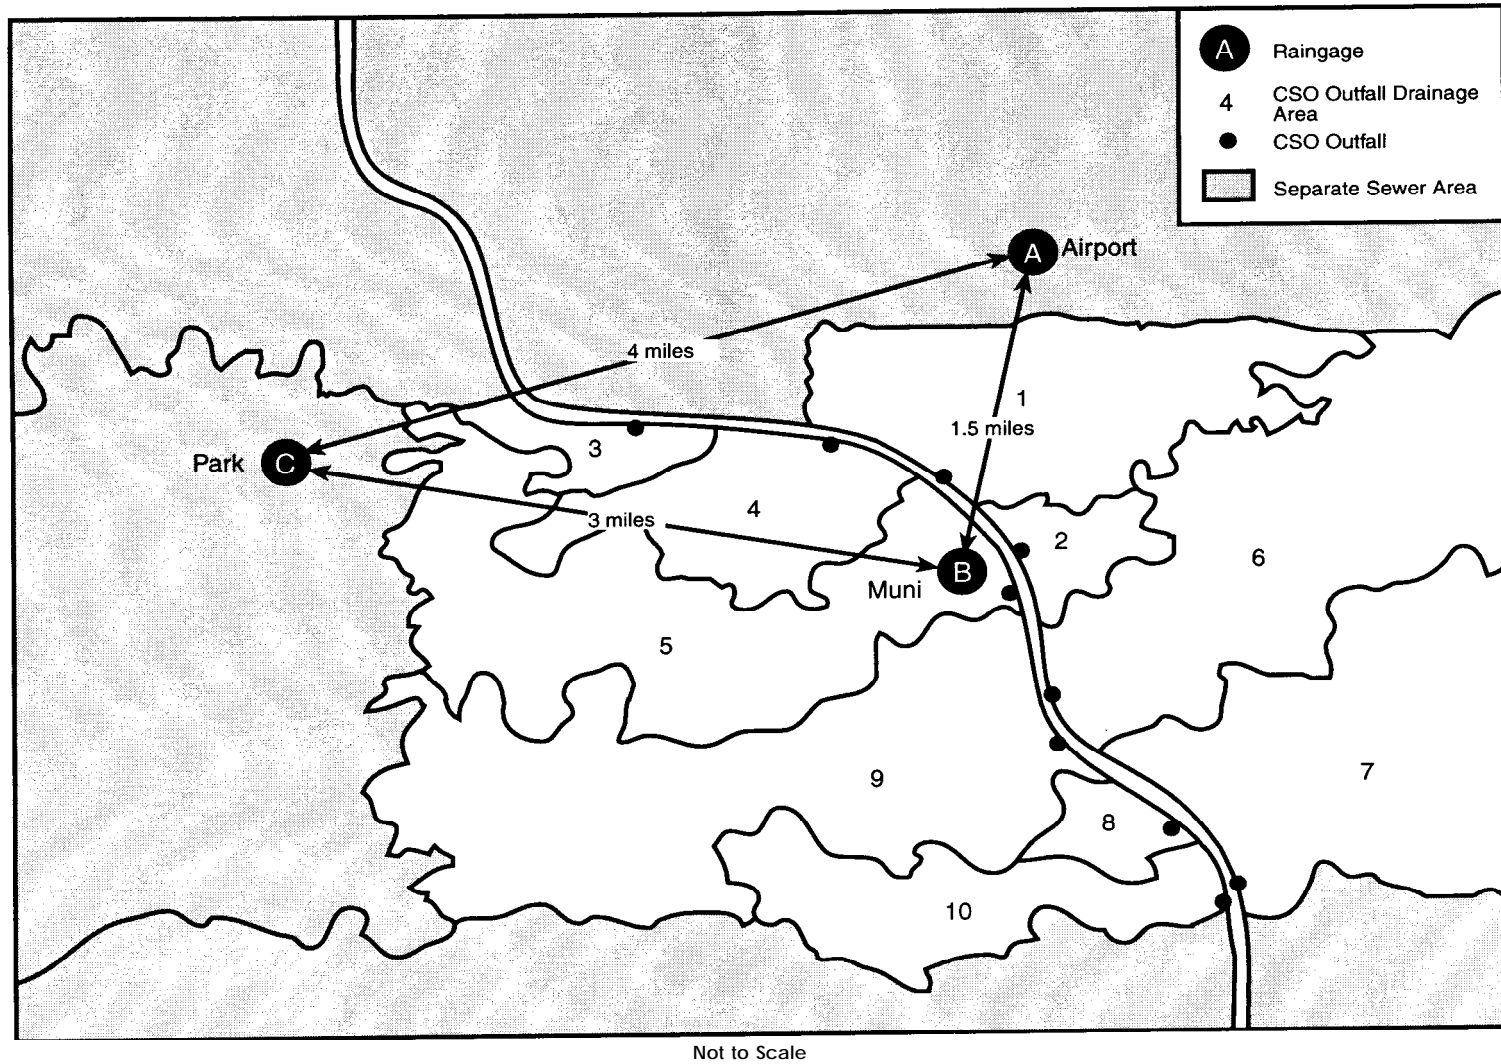 A Raingage
4 CSO Outfall Drainage
Area
CSO Outfall
Separate Sewer Area
A Airport
4 miles
1
1.5 miles
3
Park C
4
3 miles
2
6
B
Muni
5
9
7
8
10
Not to Scale